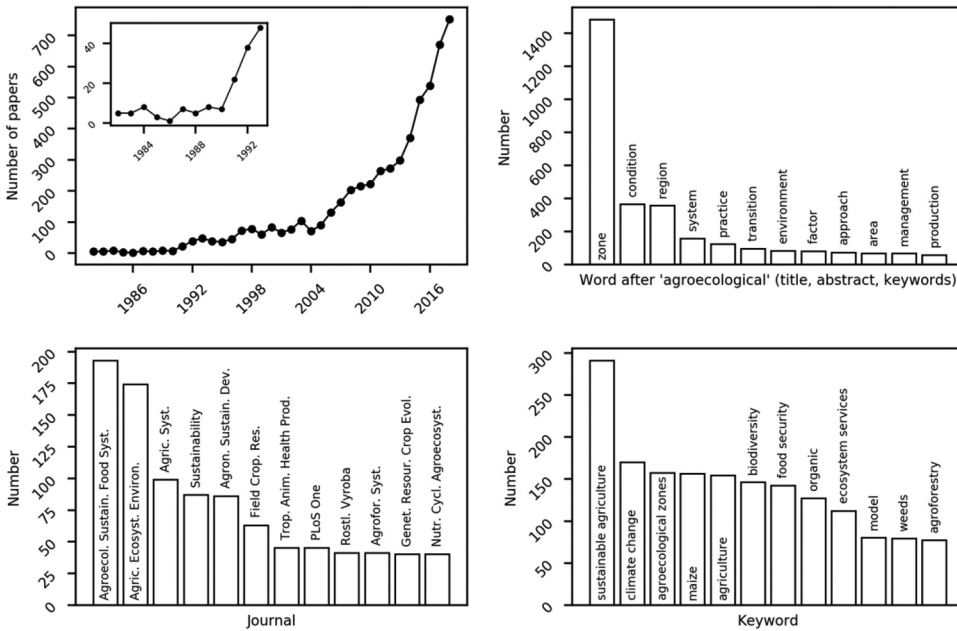 Number of papers
0
100
200
300
400
500
600
700
1986
1992
1998
2004
2010
2016
0
20
40
1984
1988
1992
Number
0
200
400
600
800
1000
1200
1400
zone
condition
region
system
practice
transition
environment
factor
approach
area
management
production
Word after 'agroecological' (title, abstract, keywords)
Number
0
25
50
75
100
125
150
175
200
Agroecol. Sustain. Food Syst.
Agric. Ecosyst. Environ.
Agric. Syst.
Sustainability
Agron. Sustain. Dev.
Field Crop. Res.
Trop. Anim. Health Prod.
PLoS One
Rostl. Vyroba
Agrofor. Syst.
Genet. Resour. Crop Evol.
Nutr. Cycl. Agroecosyst.
Journal
Number
0
50
100
150
200
250
300
sustainable agriculture
climate change
agroecological zones
maize
agriculture
biodiversity
food security
organic
ecosystem services
model
weeds
agroforestry
Keyword